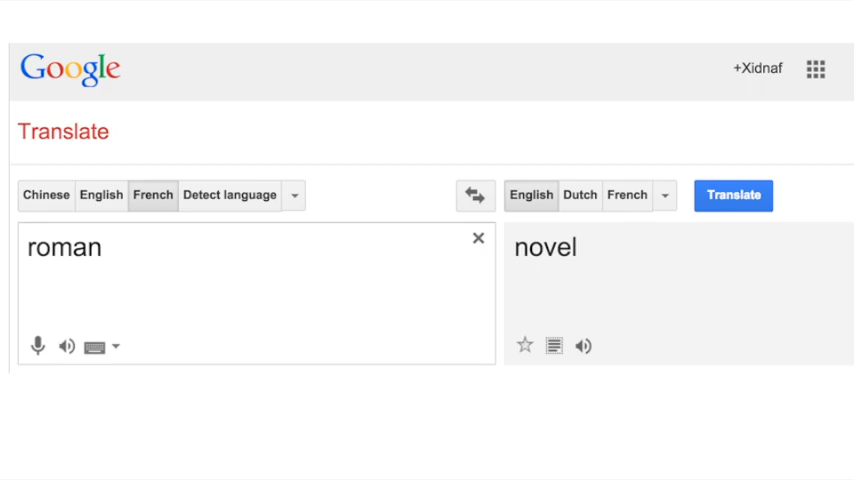 Google
+Xidnaf
Translate
Chinese English French Detect language
English Dutch French Translate
roman
novel